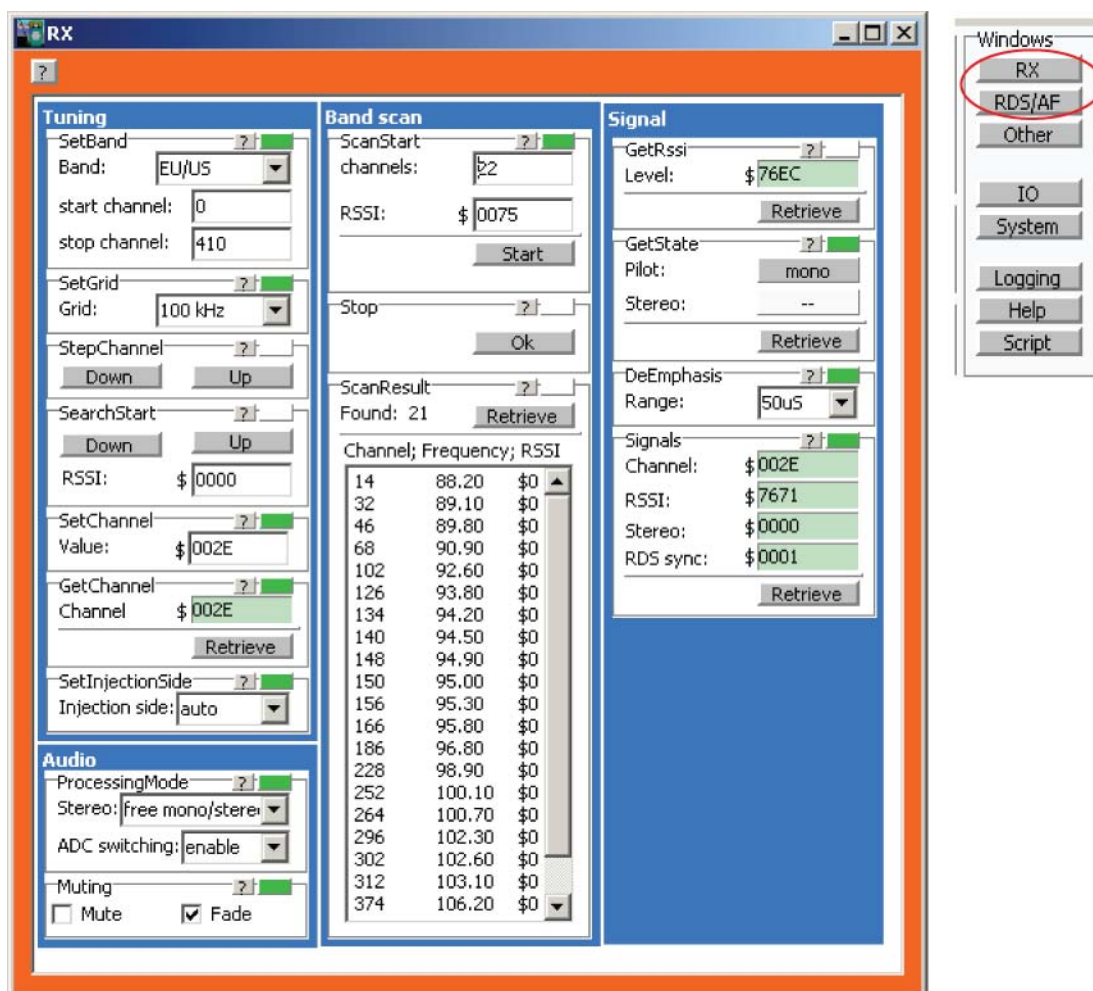 RX
?
Tuning
SetBand ?
Band: EU/US
start channel: 0
stop channel: 410
SetGrid ?
Grid: 100 kHz
StepChannel ?
Down Up
SearchStart ?
Down Up
RSSI: $ 0000
SetChannel ?
Value: $ 002E
GetChannel ?
Channel $ 002E
Retrieve
SetInjectionSide ?
Injection side: auto
Audio
ProcessingMode ?
Stereo: free mono/stere
ADC switching: enable
Muting ?
Mute Fade
Band scan
ScanStart ?
channels: 22
RSSI: $ 0075
Start
Stop ?
Ok
ScanResult ?
Found: 21 Retrieve
Channel; Frequency; RSSI
14 88.20 $0
32 89.10 $0
46 89.80 $0
68 90.90 $0
102 92.60 $0
126 93.80 $0
134 94.20 $0
140 94.50 $0
148 94.90 $0
150 95.00 $0
156 95.30 $0
166 95.80 $0
186 96.80 $0
228 98.90 $0
252 100.10 $0
264 100.70 $0
296 102.30 $0
302 102.60 $0
312 103.10 $0
374 106.20 $0
Signal
GetRssi ?
Level: $ 76EC
Retrieve
GetState ?
Pilot: mono
Stereo: --
Retrieve
DeEmphasis ?
Range: 50uS
Signals ?
Channel: $ 002E
RSSI: $ 7671
Stereo: $ 0000
RDS sync: $ 0001
Retrieve
Windows
RX
RDS/AF
Other
IO
System
Logging
Help
Script